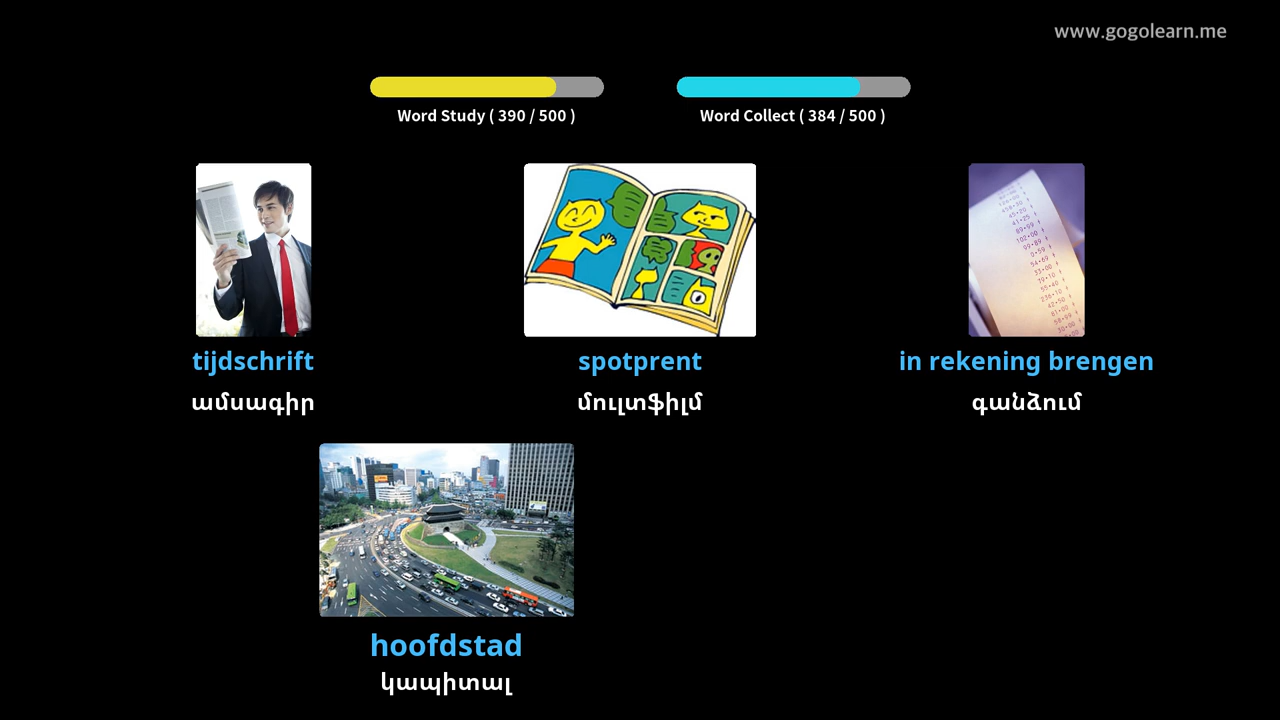 www.gogolearn.me
Word Study ( 390 / 500 )
Word Collect ( 384 / 500 )
tijdschrift
ամսագիր
spotprent
մուլտֆիլմ
in rekening brengen
գանձում
hoofdstad
կապիտալ